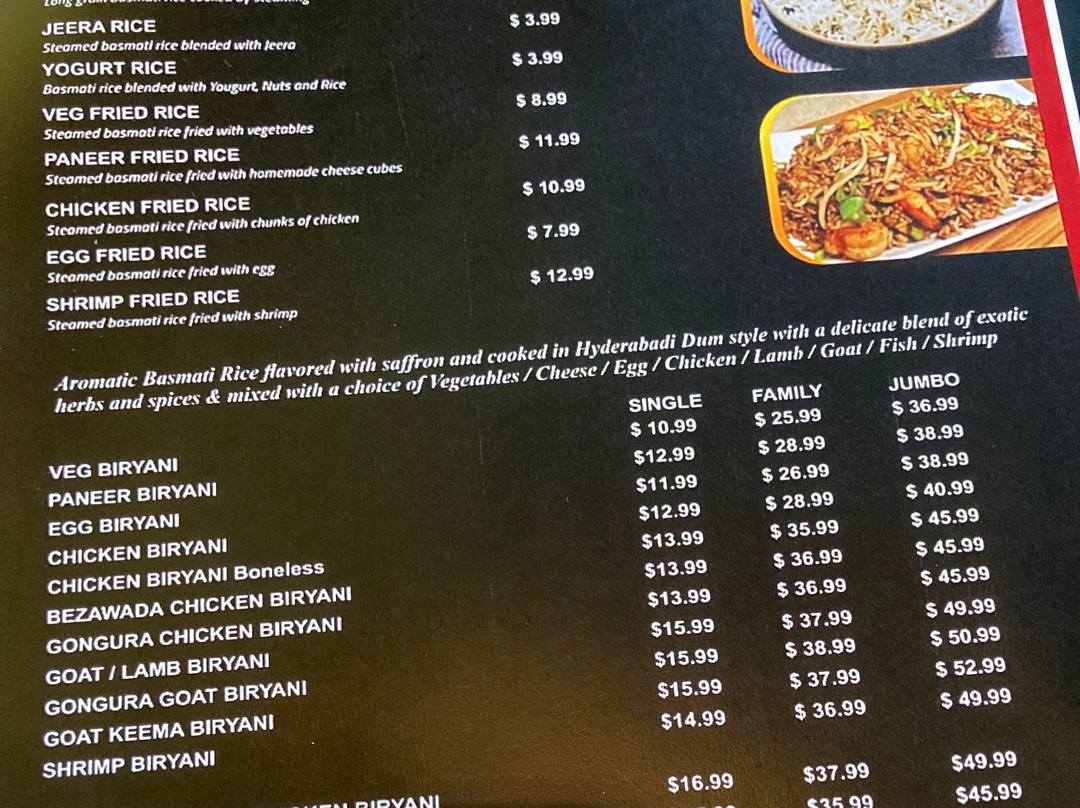 Long grain basmati rice cooked by steaming
JEERA RICE $ 3.99
Steamed basmati rice blended with Jeera
YOGURT RICE $ 3.99
Basmati rice blended with Yougurt, Nuts and Rice
VEG FRIED RICE $ 8.99
Steamed basmati rice fried with vegetables
PANEER FRIED RICE $ 11.99
Steamed basmati rice fried with homemade cheese cubes
CHICKEN FRIED RICE $ 10.99
Steamed basmati rice fried with chunks of chicken
EGG FRIED RICE $ 7.99
Steamed basmati rice fried with egg
SHRIMP FRIED RICE $ 12.99
Steamed basmati rice fried with shrimp
Aromatic Basmati Rice flavored with saffron and cooked in Hyderabadi Dum style with a delicate blend of exotic
herbs and spices & mixed with a choice of Vegetables / Cheese / Egg / Chicken / Lamb / Goat / Fish / Shrimp
SINGLE FAMILY JUMBO
VEG BIRYANI $ 10.99 $ 25.99 $ 36.99
PANEER BIRYANI $12.99 $ 28.99 $ 38.99
EGG BIRYANI $11.99 $ 26.99 $ 38.99
CHICKEN BIRYANI $12.99 $ 28.99 $ 40.99
CHICKEN BIRYANI Boneless $13.99 $ 35.99 $ 45.99
BEZAWADA CHICKEN BIRYANI $13.99 $ 36.99 $ 45.99
GONGURA CHICKEN BIRYANI $13.99 $ 36.99 $ 45.99
GOAT / LAMB BIRYANI $15.99 $ 37.99 $ 49.99
GONGURA GOAT BIRYANI $15.99 $ 38.99 $ 50.99
GOAT KEEMA BIRYANI $15.99 $ 37.99 $ 52.99
SHRIMP BIRYANI $14.99 $ 36.99 $ 49.99
BIRYANI $16.99 $37.99 $49.99
$35.99 $45.99